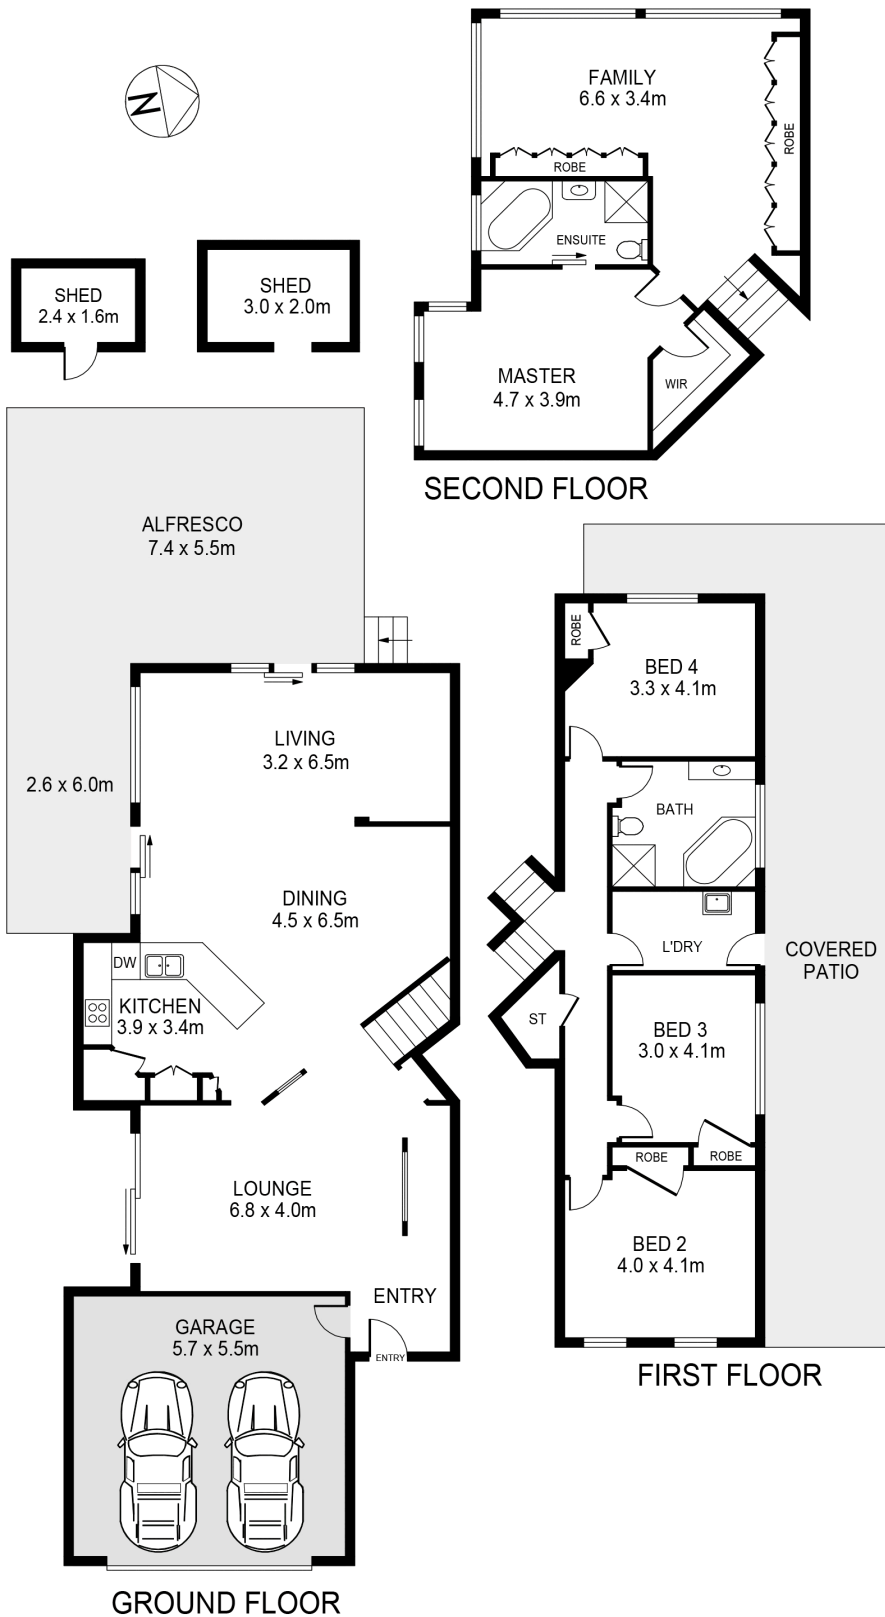 FAMILY
6.6 x 3.4m
ROBE
ROBE
N
ENSUITE
SHED
2.4 x 1.6m
SHED
3.0 x 2.0m
MASTER
4.7 x 3.9m
WIR
SECOND FLOOR
ALFRESCO
7.4 x 5.5m
2.6 x 6.0m
LIVING
3.2 x 6.5m
DINING
4.5 x 6.5m
DW
KITCHEN
3.9 x 3.4m
LOUNGE
6.8 x 4.0m
ENTRY
ENTRY
GARAGE
5.7 x 5.5m
GROUND FLOOR
ROBE
BED 4
3.3 x 4.1m
BATH
L'DRY
COVERED
PATIO
ST
BED 3
3.0 x 4.1m
ROBE
ROBE
BED 2
4.0 x 4.1m
FIRST FLOOR